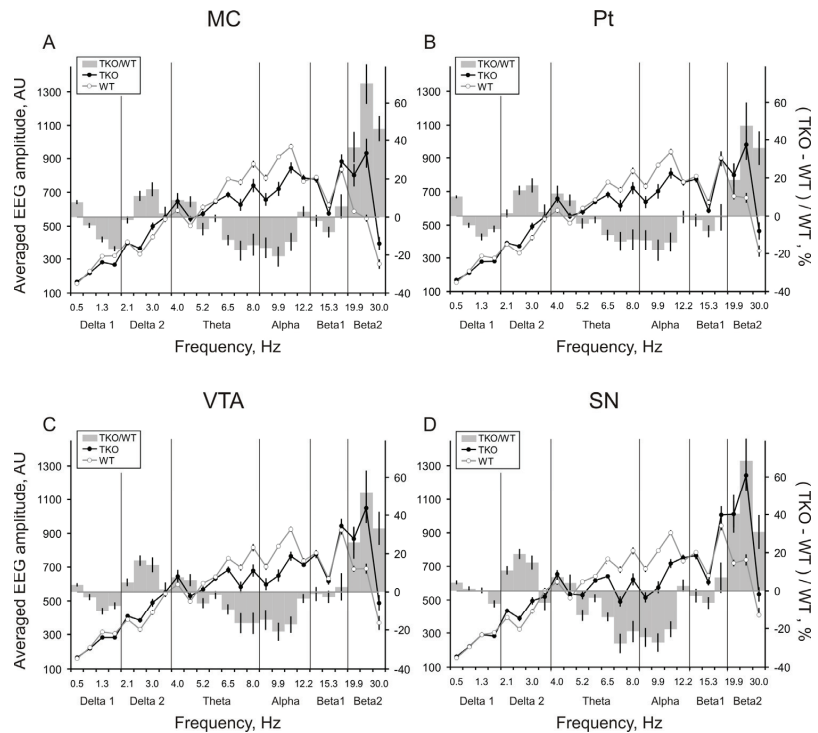 MC
A
TKO/WT
TKO
WT
Averaged EEG amplitude, AU
1300
1100
900
700
500
300
100
60
40
20
0
-20
-40
0.5 1.3 2.1 3.0 4.0 5.2 6.5 8.0 9.9 12.2 15.3 19.9 30.0
Delta 1 Delta 2 Theta Alpha Beta1 Beta2
Frequency, Hz
Pt
B
TKO/WT
TKO
WT
1300
1100
900
700
500
300
100
60
40
20
0
-20
-40
( TKO - WT ) / WT , %
0.5 1.3 2.1 3.0 4.0 5.2 6.5 8.0 9.9 12.2 15.3 19.9 30.0
Delta 1 Delta 2 Theta Alpha Beta1 Beta2
Frequency, Hz
VTA
C
TKO/WT
TKO
WT
Averaged EEG amplitude, AU
1300
1100
900
700
500
300
100
60
40
20
0
-20
-40
0.5 1.3 2.1 3.0 4.0 5.2 6.5 8.0 9.9 12.2 15.3 19.9 30.0
Delta 1 Delta 2 Theta Alpha Beta1 Beta2
Frequency, Hz
SN
D
TKO/WT
TKO
WT
1300
1100
900
700
500
300
100
60
40
20
0
-20
-40
( TKO - WT ) / WT , %
0.5 1.3 2.1 3.0 4.0 5.2 6.5 8.0 9.9 12.2 15.3 19.9 30.0
Delta 1 Delta 2 Theta Alpha Beta1 Beta2
Frequency, Hz